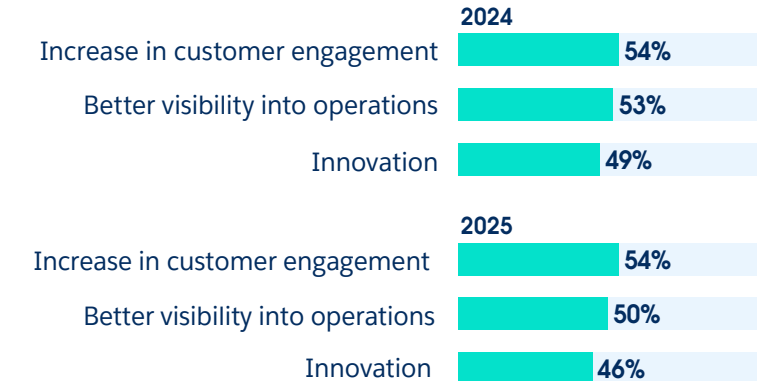 2024
Increase in customer engagement 54%
Better visibility into operations 53%
Innovation 49%
2025
Increase in customer engagement 54%
Better visibility into operations 50%
Innovation 46%